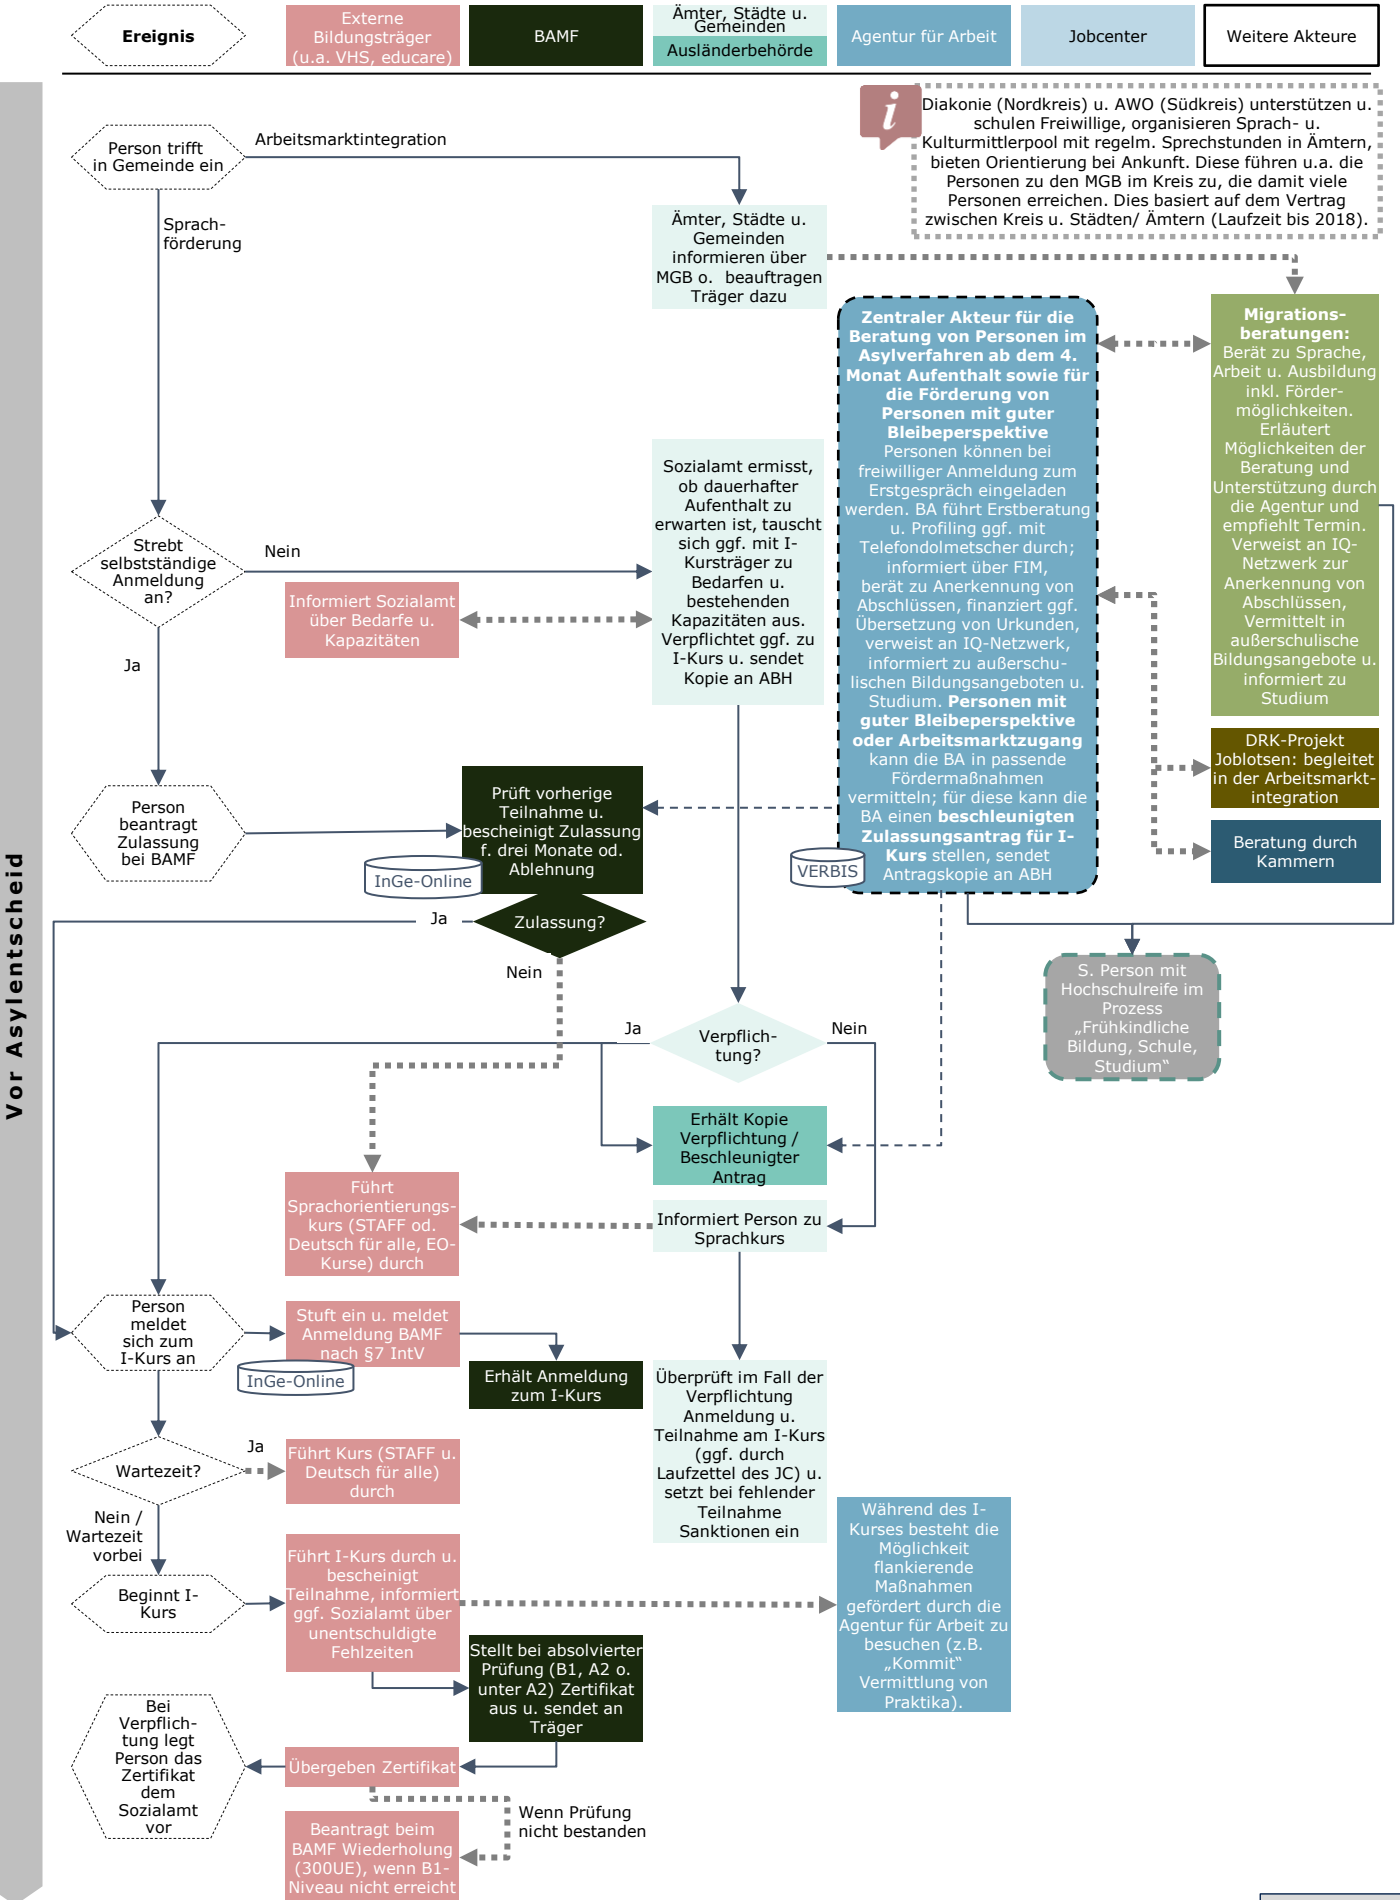 Ereignis
Externe
Bildungsträger
(u.a. VHS, educare)
BAMF
Ämter, Städte u.
Gemeinden
Ausländerbehörde
Agentur für Arbeit
Jobcenter
Weitere Akteure
Vor Asylentscheid
i
Diakonie (Nordkreis) u. AWO (Südkreis) unterstützen u.
schulen Freiwillige, organisieren Sprach- u.
Kulturmittlerpool mit regelm. Sprechstunden in Ämtern,
bieten Orientierung bei Ankunft. Diese führen u.a. die
Personen zu den MGB im Kreis zu, die damit viele
Personen erreichen. Dies basiert auf dem Vertrag
zwischen Kreis u. Städten/ Ämtern (Laufzeit bis 2018).
Person trifft
in Gemeinde ein
Arbeitsmarktintegration
Sprach-
förderung
Ämter, Städte u.
Gemeinden
informieren über
MGB o. beauftragen
Träger dazu
Zentraler Akteur für die
Beratung von Personen im
Asylverfahren ab dem 4.
Monat Aufenthalt sowie für
die Förderung von
Personen mit guter
Bleibeperspektive
Personen können bei
freiwilliger Anmeldung zum
Erstgespräch eingeladen
werden. BA führt Erstberatung
u. Profiling ggf. mit
Telefondolmetscher durch;
informiert über FIM,
berät zu Anerkennung von
Abschlüssen, finanziert ggf.
Übersetzung von Urkunden,
verweist an IQ-Netzwerk,
informiert zu außerschu-
lischen Bildungsangeboten u.
Studium. Personen mit
guter Bleibeperspektive
oder Arbeitsmarktzugang
kann die BA in passende
Fördermaßnahmen
vermitteln; für diese kann die
BA einen beschleunigten
Zulassungsantrag für I-
Kurs stellen, sendet
Antragskopie an ABH
VERBIS
Migrations-
beratungen:
Berät zu Sprache,
Arbeit u. Ausbildung
inkl. Förder-
möglichkeiten.
Erläutert
Möglichkeiten der
Beratung und
Unterstützung durch
die Agentur und
empfiehlt Termin.
Verweist an IQ-
Netzwerk zur
Anerkennung von
Abschlüssen,
Vermittelt in
außerschulische
Bildungsangebote u.
informiert zu
Studium
DRK-Projekt
Joblotsen: begleitet
in der Arbeitsmarkt-
integration
Beratung durch
Kammern
S. Person mit
Hochschulreife im
Prozess
„Frühkindliche
Bildung, Schule,
Studium“
Strebt
selbstständige
Anmeldung
an?
Nein
Ja
Informiert Sozialamt
über Bedarfe u.
Kapazitäten
Sozialamt ermisst,
ob dauerhafter
Aufenthalt zu
erwarten ist, tauscht
sich ggf. mit I-
Kursträger zu
Bedarfen u.
bestehenden
Kapazitäten aus.
Verpflichtet ggf. zu
I-Kurs u. sendet
Kopie an ABH
Person
beantragt
Zulassung
bei BAMF
Prüft vorherige
Teilnahme u.
bescheinigt Zulassung
f. drei Monate od.
Ablehnung
InGe-Online
Ja
Zulassung?
Nein
Ja
Verpflich-
tung?
Nein
Erhält Kopie
Verpflichtung /
Beschleunigter
Antrag
Führt
Sprachorientierungs-
kurs (STAFF od.
Deutsch für alle, EO-
Kurse) durch
Informiert Person zu
Sprachkurs
Person
meldet
sich zum
I-Kurs an
Stuft ein u. meldet
Anmeldung BAMF
nach §7 IntV
InGe-Online
Erhält Anmeldung
zum I-Kurs
Überprüft im Fall der
Verpflichtung
Anmeldung u.
Teilnahme am I-Kurs
(ggf. durch
Laufzettel des JC) u.
setzt bei fehlender
Teilnahme
Sanktionen ein
Wartezeit?
Ja
Führt Kurs (STAFF u.
Deutsch für alle)
durch
Nein /
Wartezeit
vorbei
Beginnt I-
Kurs
Führt I-Kurs durch u.
bescheinigt
Teilnahme, informiert
ggf. Sozialamt über
unentschuldigte
Fehlzeiten
Während des I-
Kurses besteht die
Möglichkeit
flankierende
Maßnahmen
gefördert durch die
Agentur für Arbeit zu
besuchen (z.B.
„Kommit“
Vermittlung von
Praktika).
Stellt bei absolvierter
Prüfung (B1, A2 o.
unter A2) Zertifikat
aus u. sendet an
Träger
Bei
Verpflich-
tung legt
Person das
Zertifikat
dem
Sozialamt
vor
Übergeben Zertifikat
Wenn Prüfung
nicht bestanden
Beantragt beim
BAMF Wiederholung
(300UE), wenn B1-
Niveau nicht erreicht